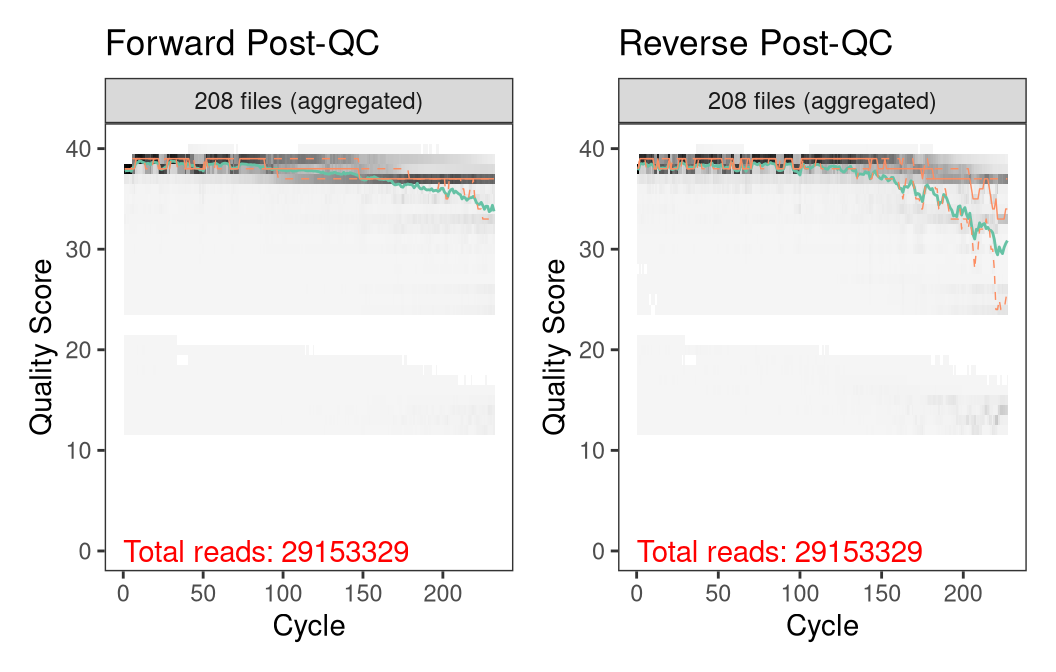 Forward Post-QC
208 files (aggregated)
Quality Score
40
30
20
10
0
Total reads: 29153329
0 50 100 150 200
Cycle
Reverse Post-QC
208 files (aggregated)
Quality Score
40
30
20
10
0
Total reads: 29153329
0 50 100 150 200
Cycle